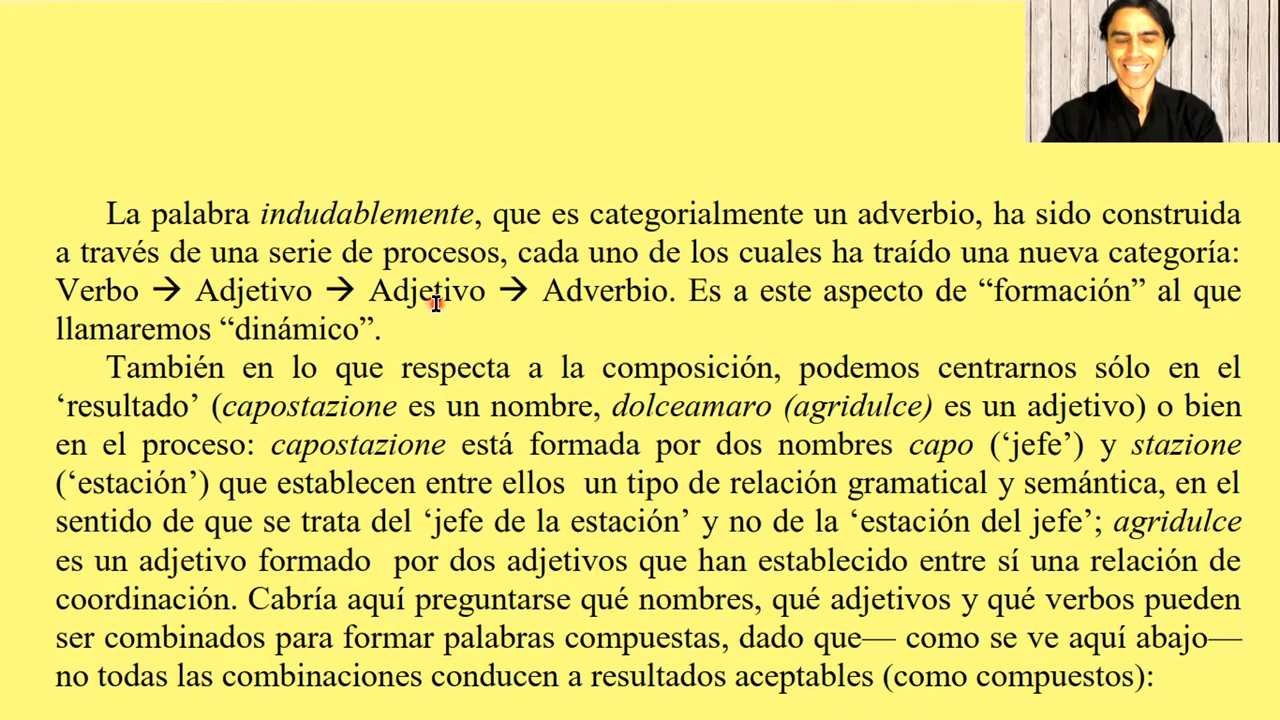 La palabra indudablemente, que es categorialmente un adverbio, ha sido construida
a través de una serie de procesos, cada uno de los cuales ha traído una nueva categoría:
Verbo → Adjetivo → Adjetivo → Adverbio. Es a este aspecto de “formación” al que
llamaremos “dinámico”.
También en lo que respecta a la composición, podemos centrarnos sólo en el
‘resultado’ (capostazione es un nombre, dolceamaro (agridulce) es un adjetivo) o bien
en el proceso: capostazione está formada por dos nombres capo (‘jefe’) y stazione
(‘estación’) que establecen entre ellos  un tipo de relación gramatical y semántica, en el
sentido de que se trata del ‘jefe de la estación’ y no de la ‘estación del jefe’; agridulce
es un adjetivo formado  por dos adjetivos que han establecido entre sí una relación de
coordinación. Cabría aquí preguntarse qué nombres, qué adjetivos y qué verbos pueden
ser combinados para formar palabras compuestas, dado que— como se ve aquí abajo—
no todas las combinaciones conducen a resultados aceptables (como compuestos):